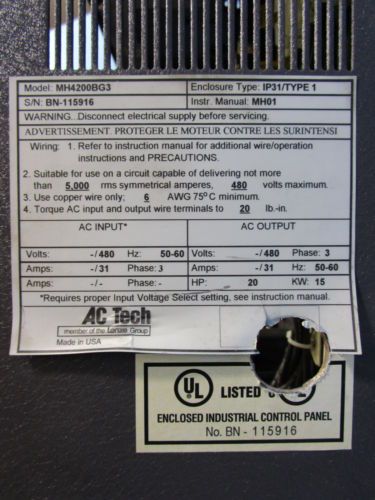 Model: MH4200BG3 Enclosure Type: IP31/TYPE 1
S/N: BN-115916 Instr. Manual: MH01
WARNING...Disconnect electrical supply before servicing.
ADVERTISSEMENT PROTEGER LE MOTEUR CONTRE LES SURINTENSI
Wiring: 1. Refer to instruction manual for additional wire/operation
instructions and PRECAUTIONS.
2. Suitable for use on a circuit capable of delivering not more
than 5,000 rms symmetrical amperes, 480 volts maximum.
3. Use copper wire only; 6 AWG 75°C minimum.
4. Torque AC input and output wire terminals to 20 lb.-in.
AC INPUT* AC OUTPUT
Volts: -/480 Hz: 50-60 -/480 Phase: 3
Amps: -/31 Phase: 3 Amps: -/31 Hz: 50-60
Amps: -/- Phase: - HP: 20 KW: 15
*Requires proper Input Voltage Select setting, see instruction manual.
AC Tech
member of the Lenze Group
Made in USA
UL LISTED UL
ENCLOSED INDUSTRIAL CONTROL PANEL
No. BN - 115916